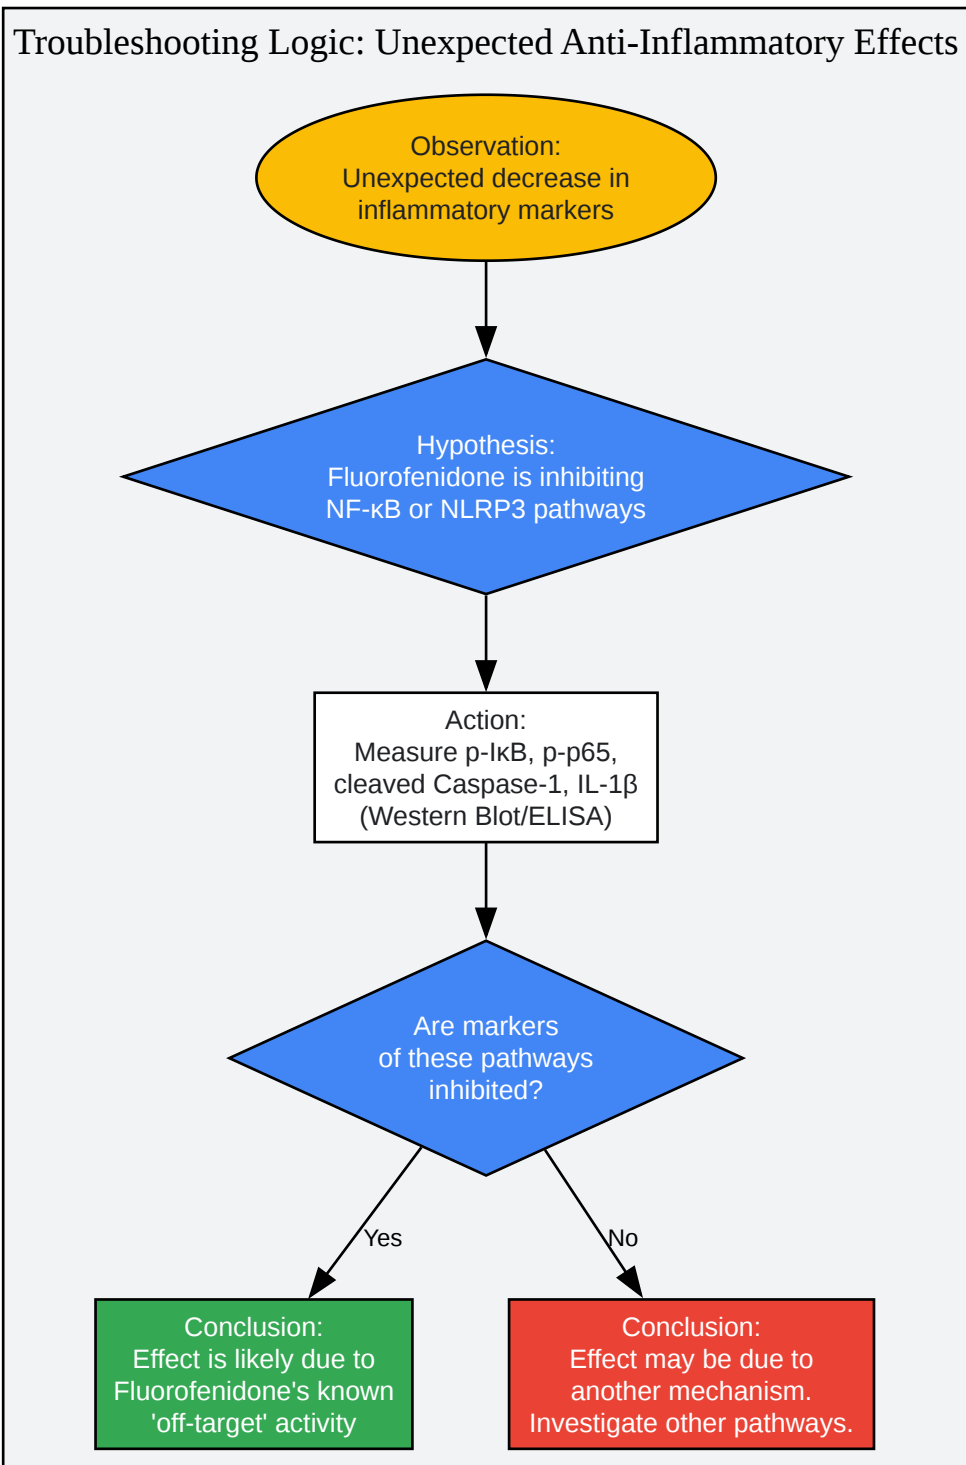 Troubleshooting Logic: Unexpected Anti-Inflammatory Effects
Observation:
Unexpected decrease in
inflammatory markers
Hypothesis:
Fluorofenidone is inhibiting
NF-κB or NLRP3 pathways
Action:
Measure p-IκB, p-p65,
cleaved Caspase-1, IL-1β
(Western Blot/ELISA)
Are markers
of these pathways
inhibited?
Yes
No
Conclusion:
Effect is likely due to
Fluorofenidone's known
'off-target' activity
Conclusion:
Effect may be due to
another mechanism.
Investigate other pathways.